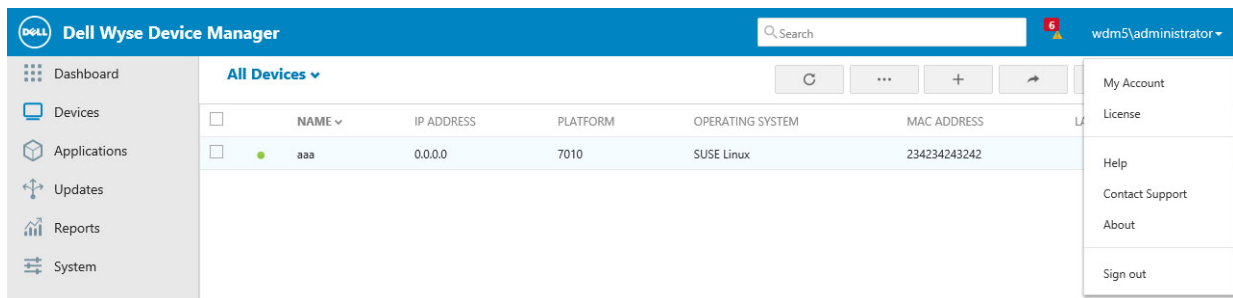 DELL Dell Wyse Device Manager Search 6 wdm5\administrator
Dashboard All Devices ... + My Account
Devices NAME IP ADDRESS PLATFORM OPERATING SYSTEM MAC ADDRESS License
Applications aaa 0.0.0.0 7010 SUSE Linux 234234243242 Help
Updates Contact Support
Reports About
System Sign out